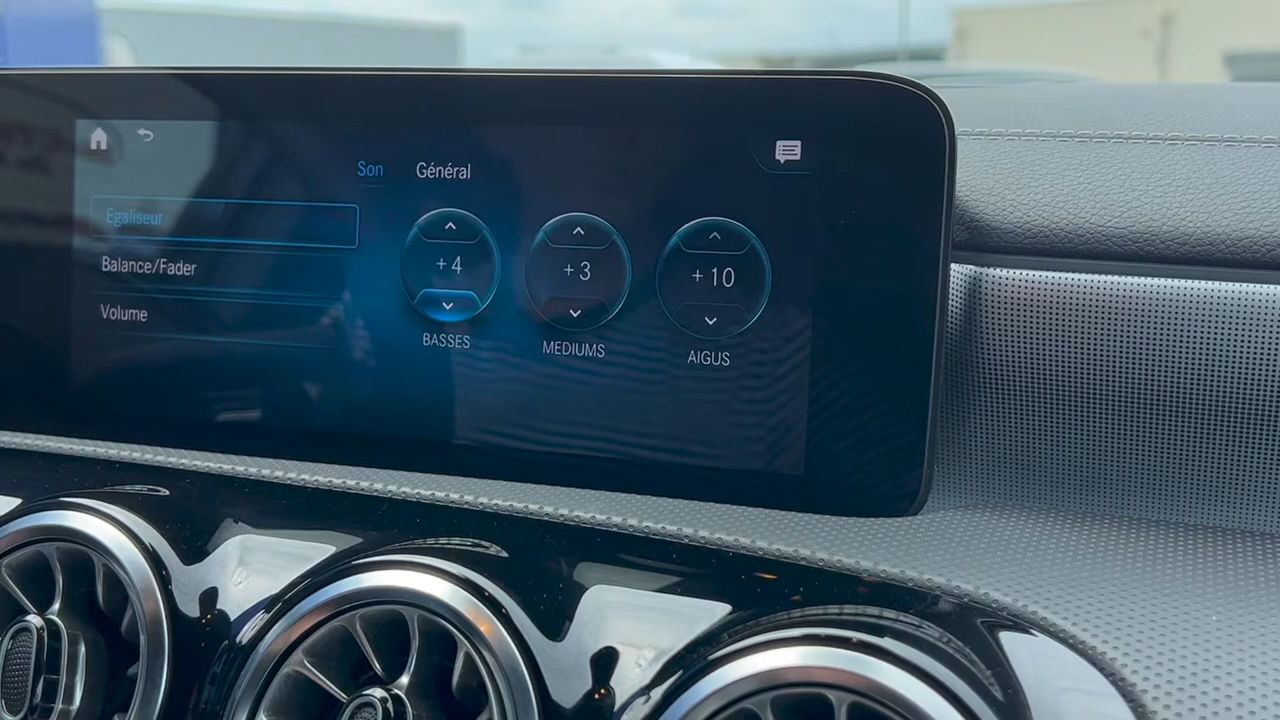 Son Général
Egaliseur
Balance/Fader
Volume
+4 +3 +10
BASSES MEDIUMS AIGUS